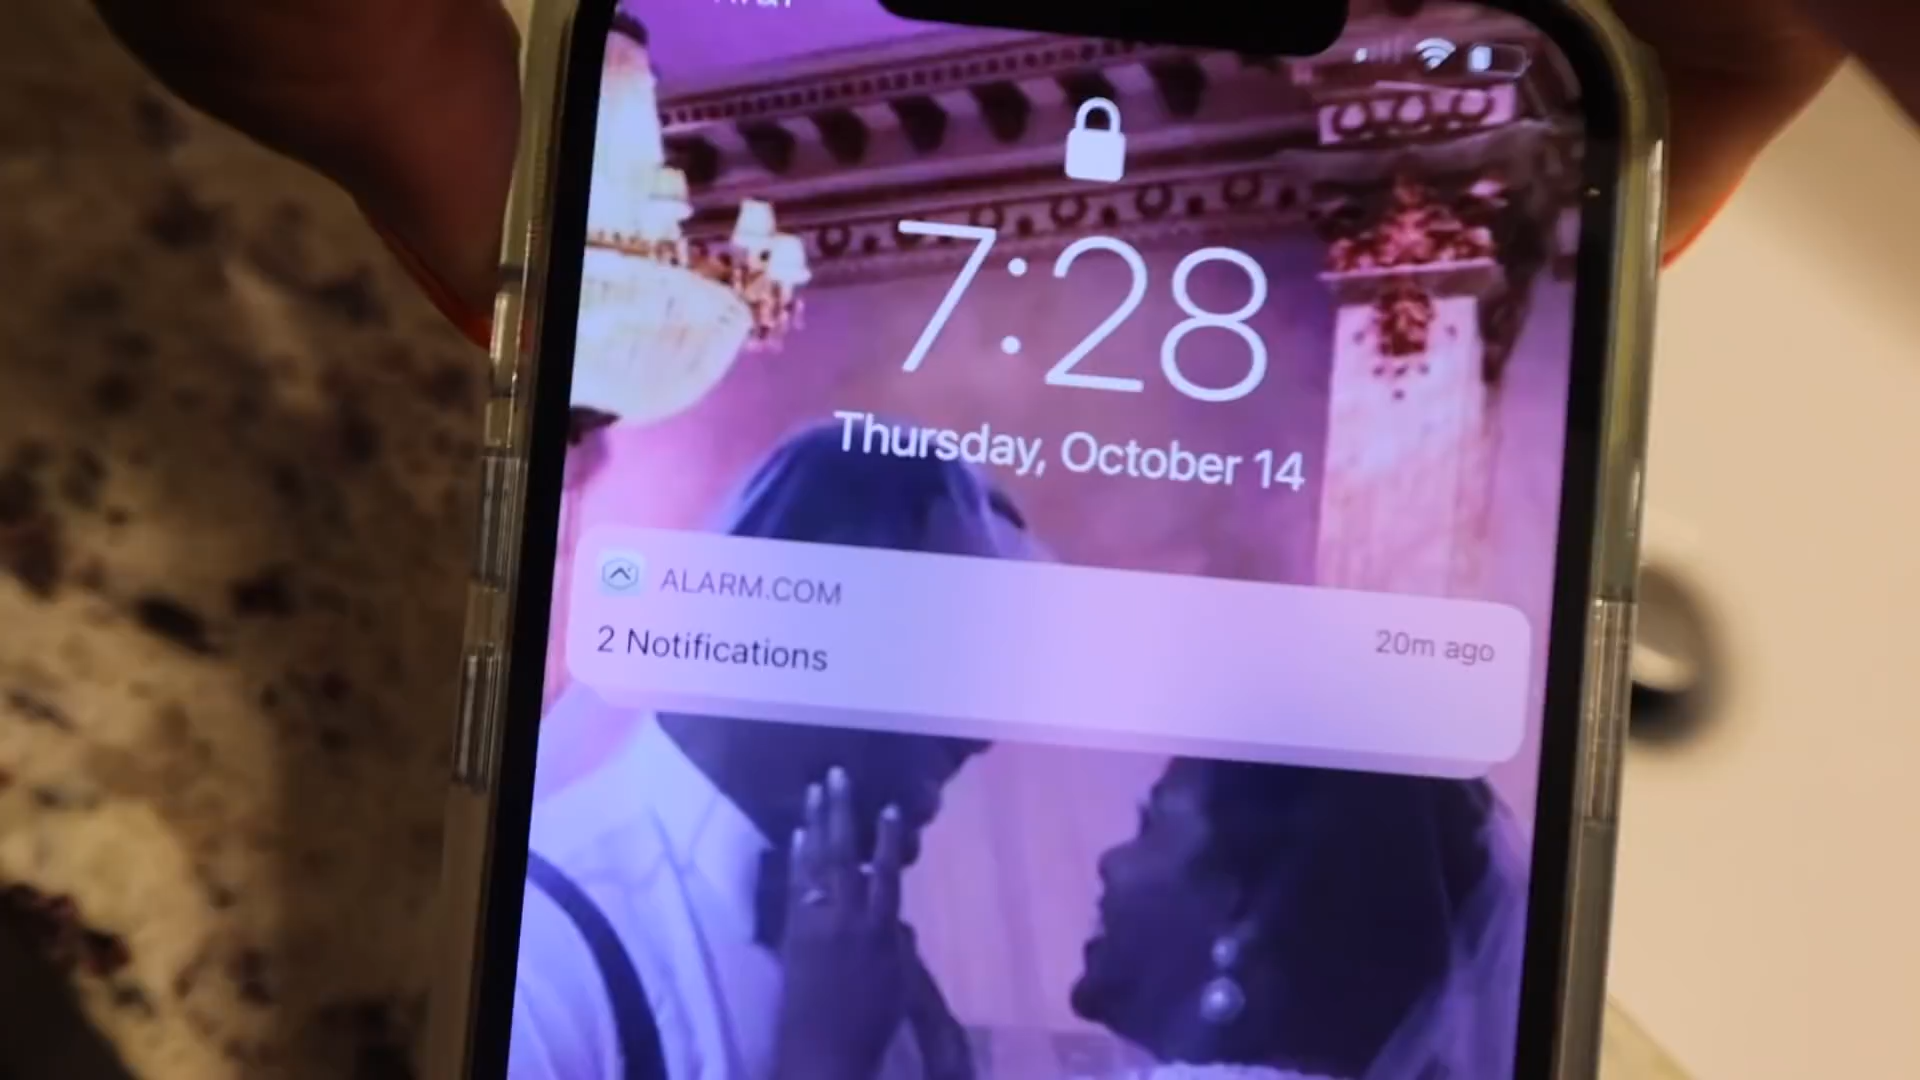 7:28
Thursday, October 14
ALARM.COM
2 Notifications
20m ago